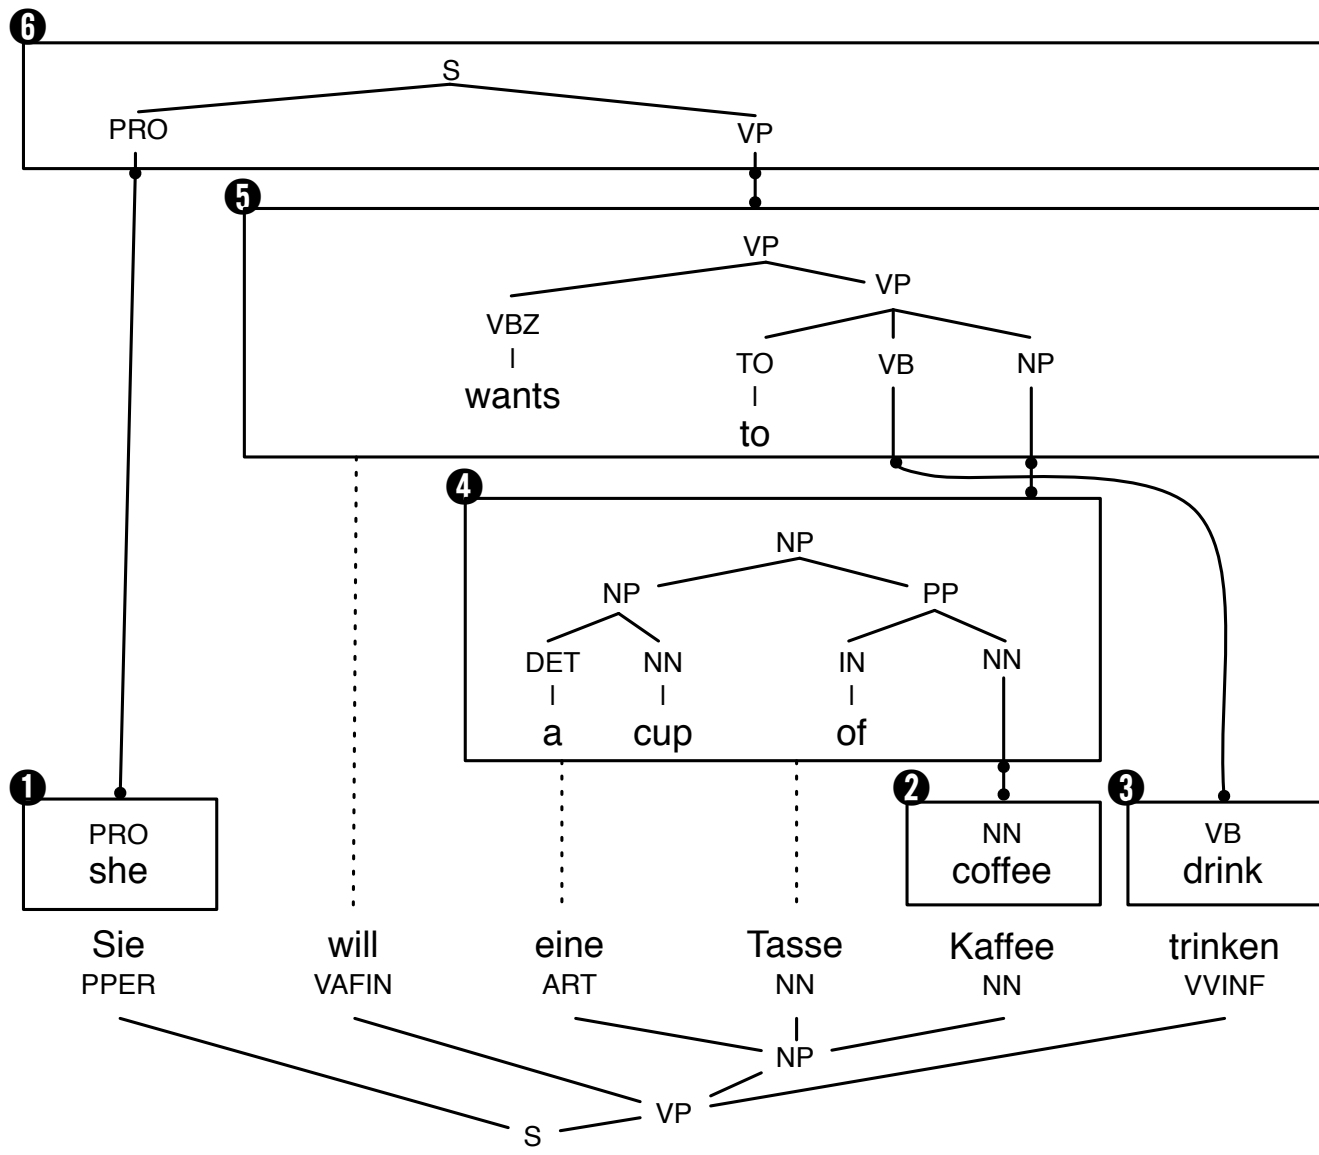 6
S
PRO VP
5
VP
VP
VBZ TO VB NP
wants
to
4
NP
NP PP
DET NN IN NN
a cup of
1 2 3
PRO NN VB
she coffee drink
Sie will eine Tasse Kaffee trinken
PPER VAFIN ART NN NN VVINF
NP
VP
S